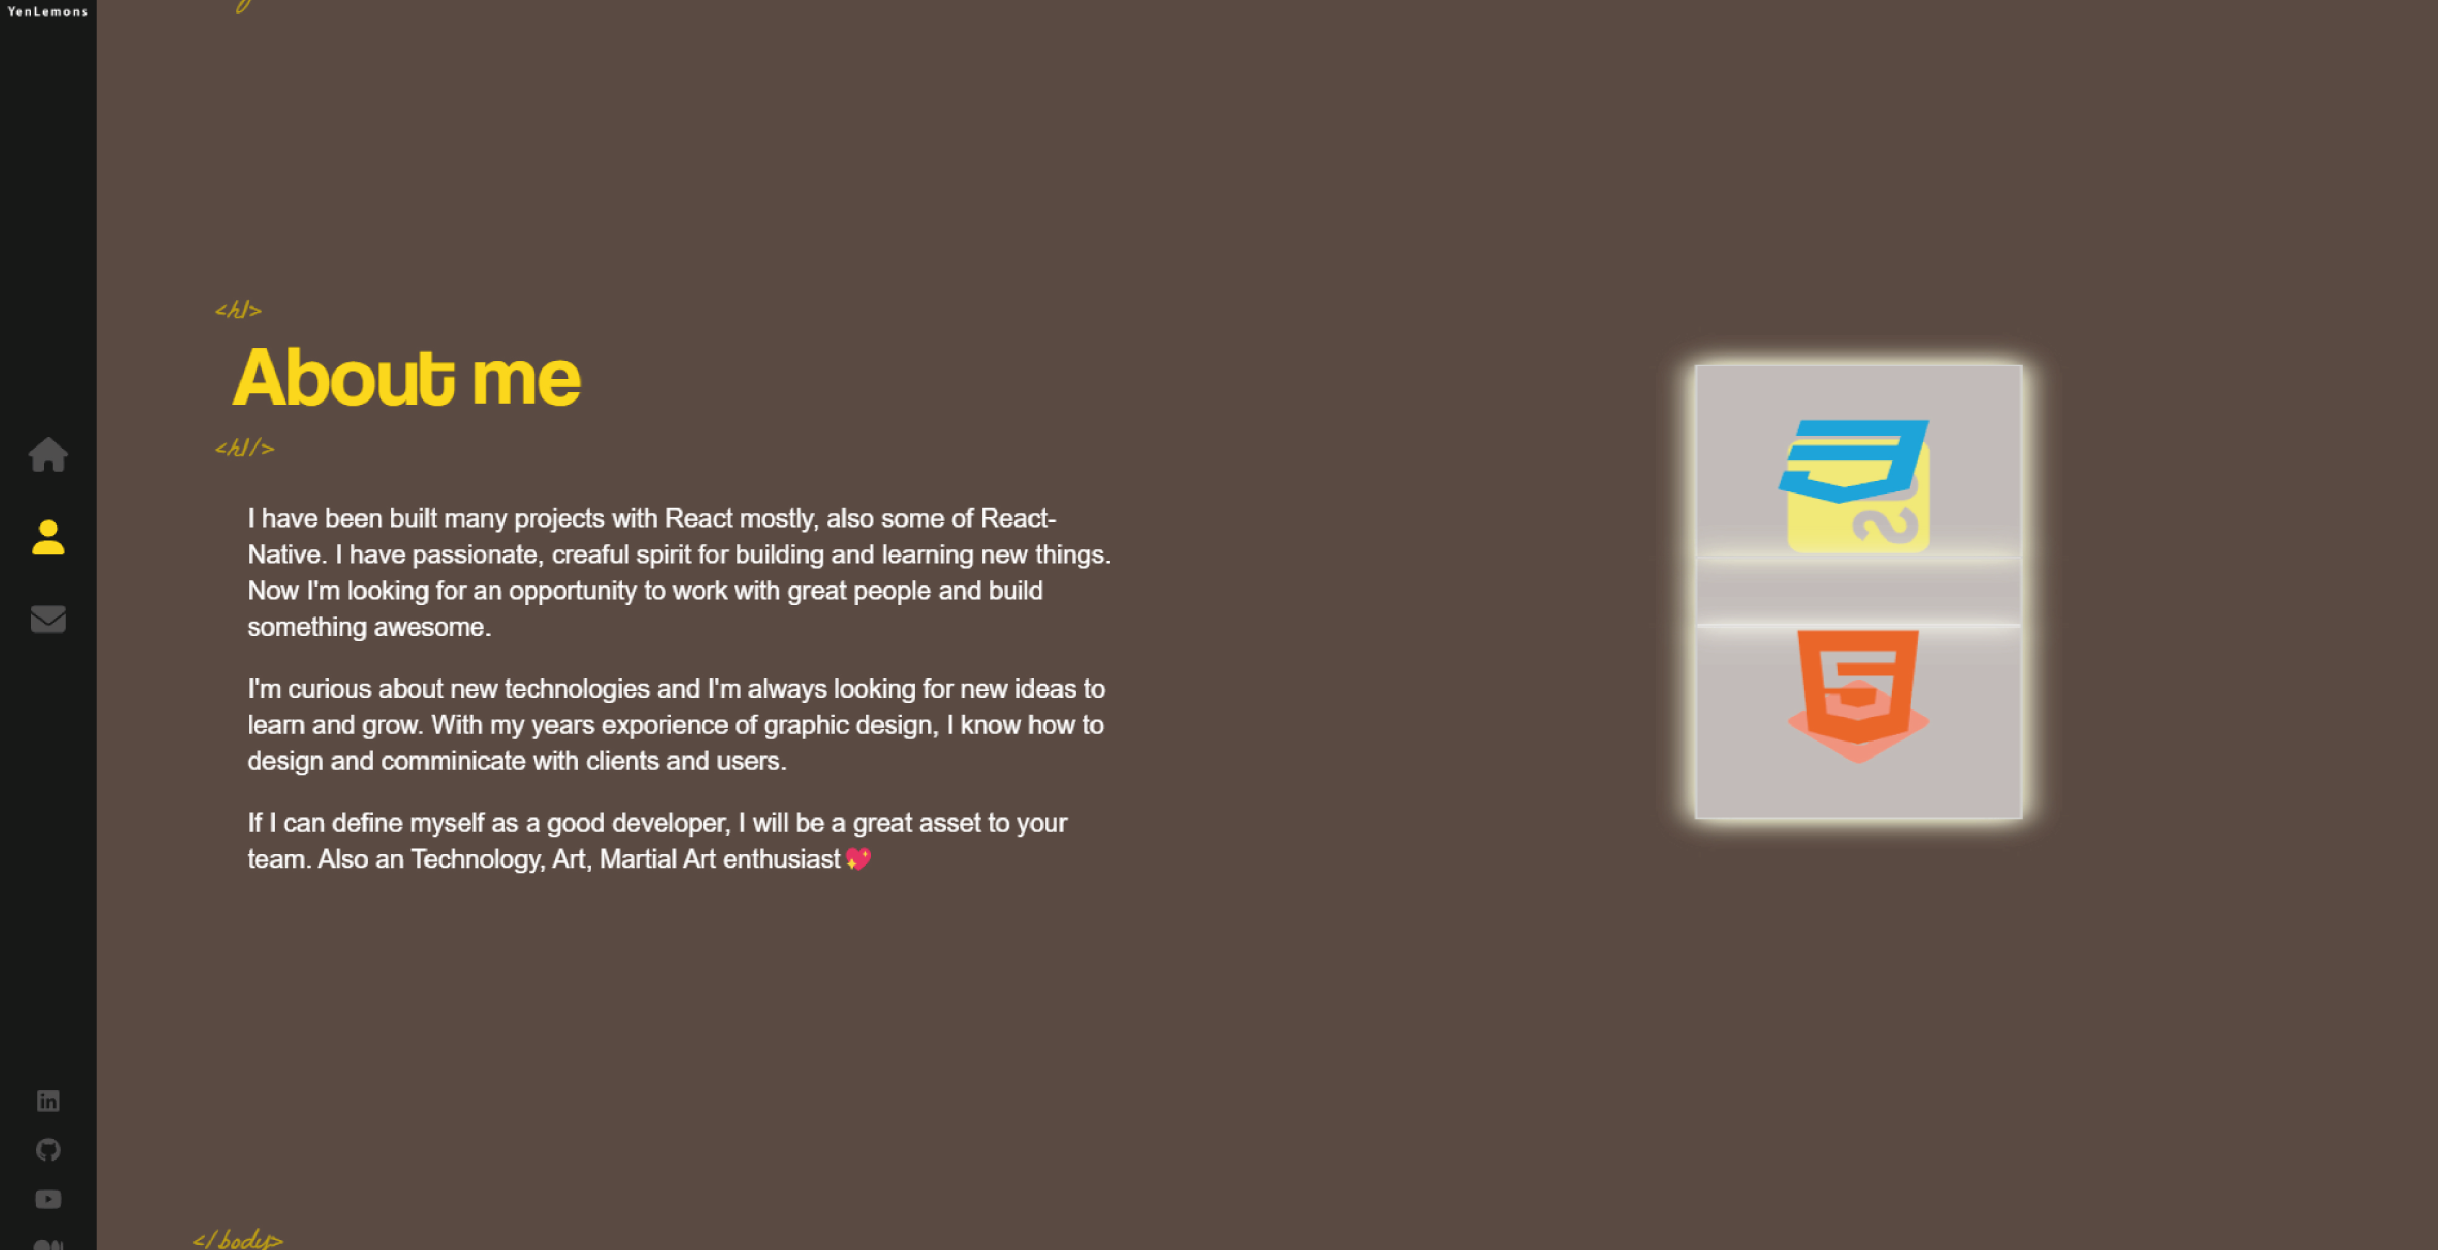 YenLemons
<h1>
About me
<h1/>
I have been built many projects with React mostly, also some of React-
Native. I have passionate, creaful spirit for building and learning new things.
Now I'm looking for an opportunity to work with great people and build
something awesome.
I'm curious about new technologies and I'm always looking for new ideas to
learn and grow. With my years exporience of graphic design, I know how to
design and comminicate with clients and users.
If I can define myself as a good developer, I will be a great asset to your
team. Also an Technology, Art, Martial Art enthusiast💖
</body>